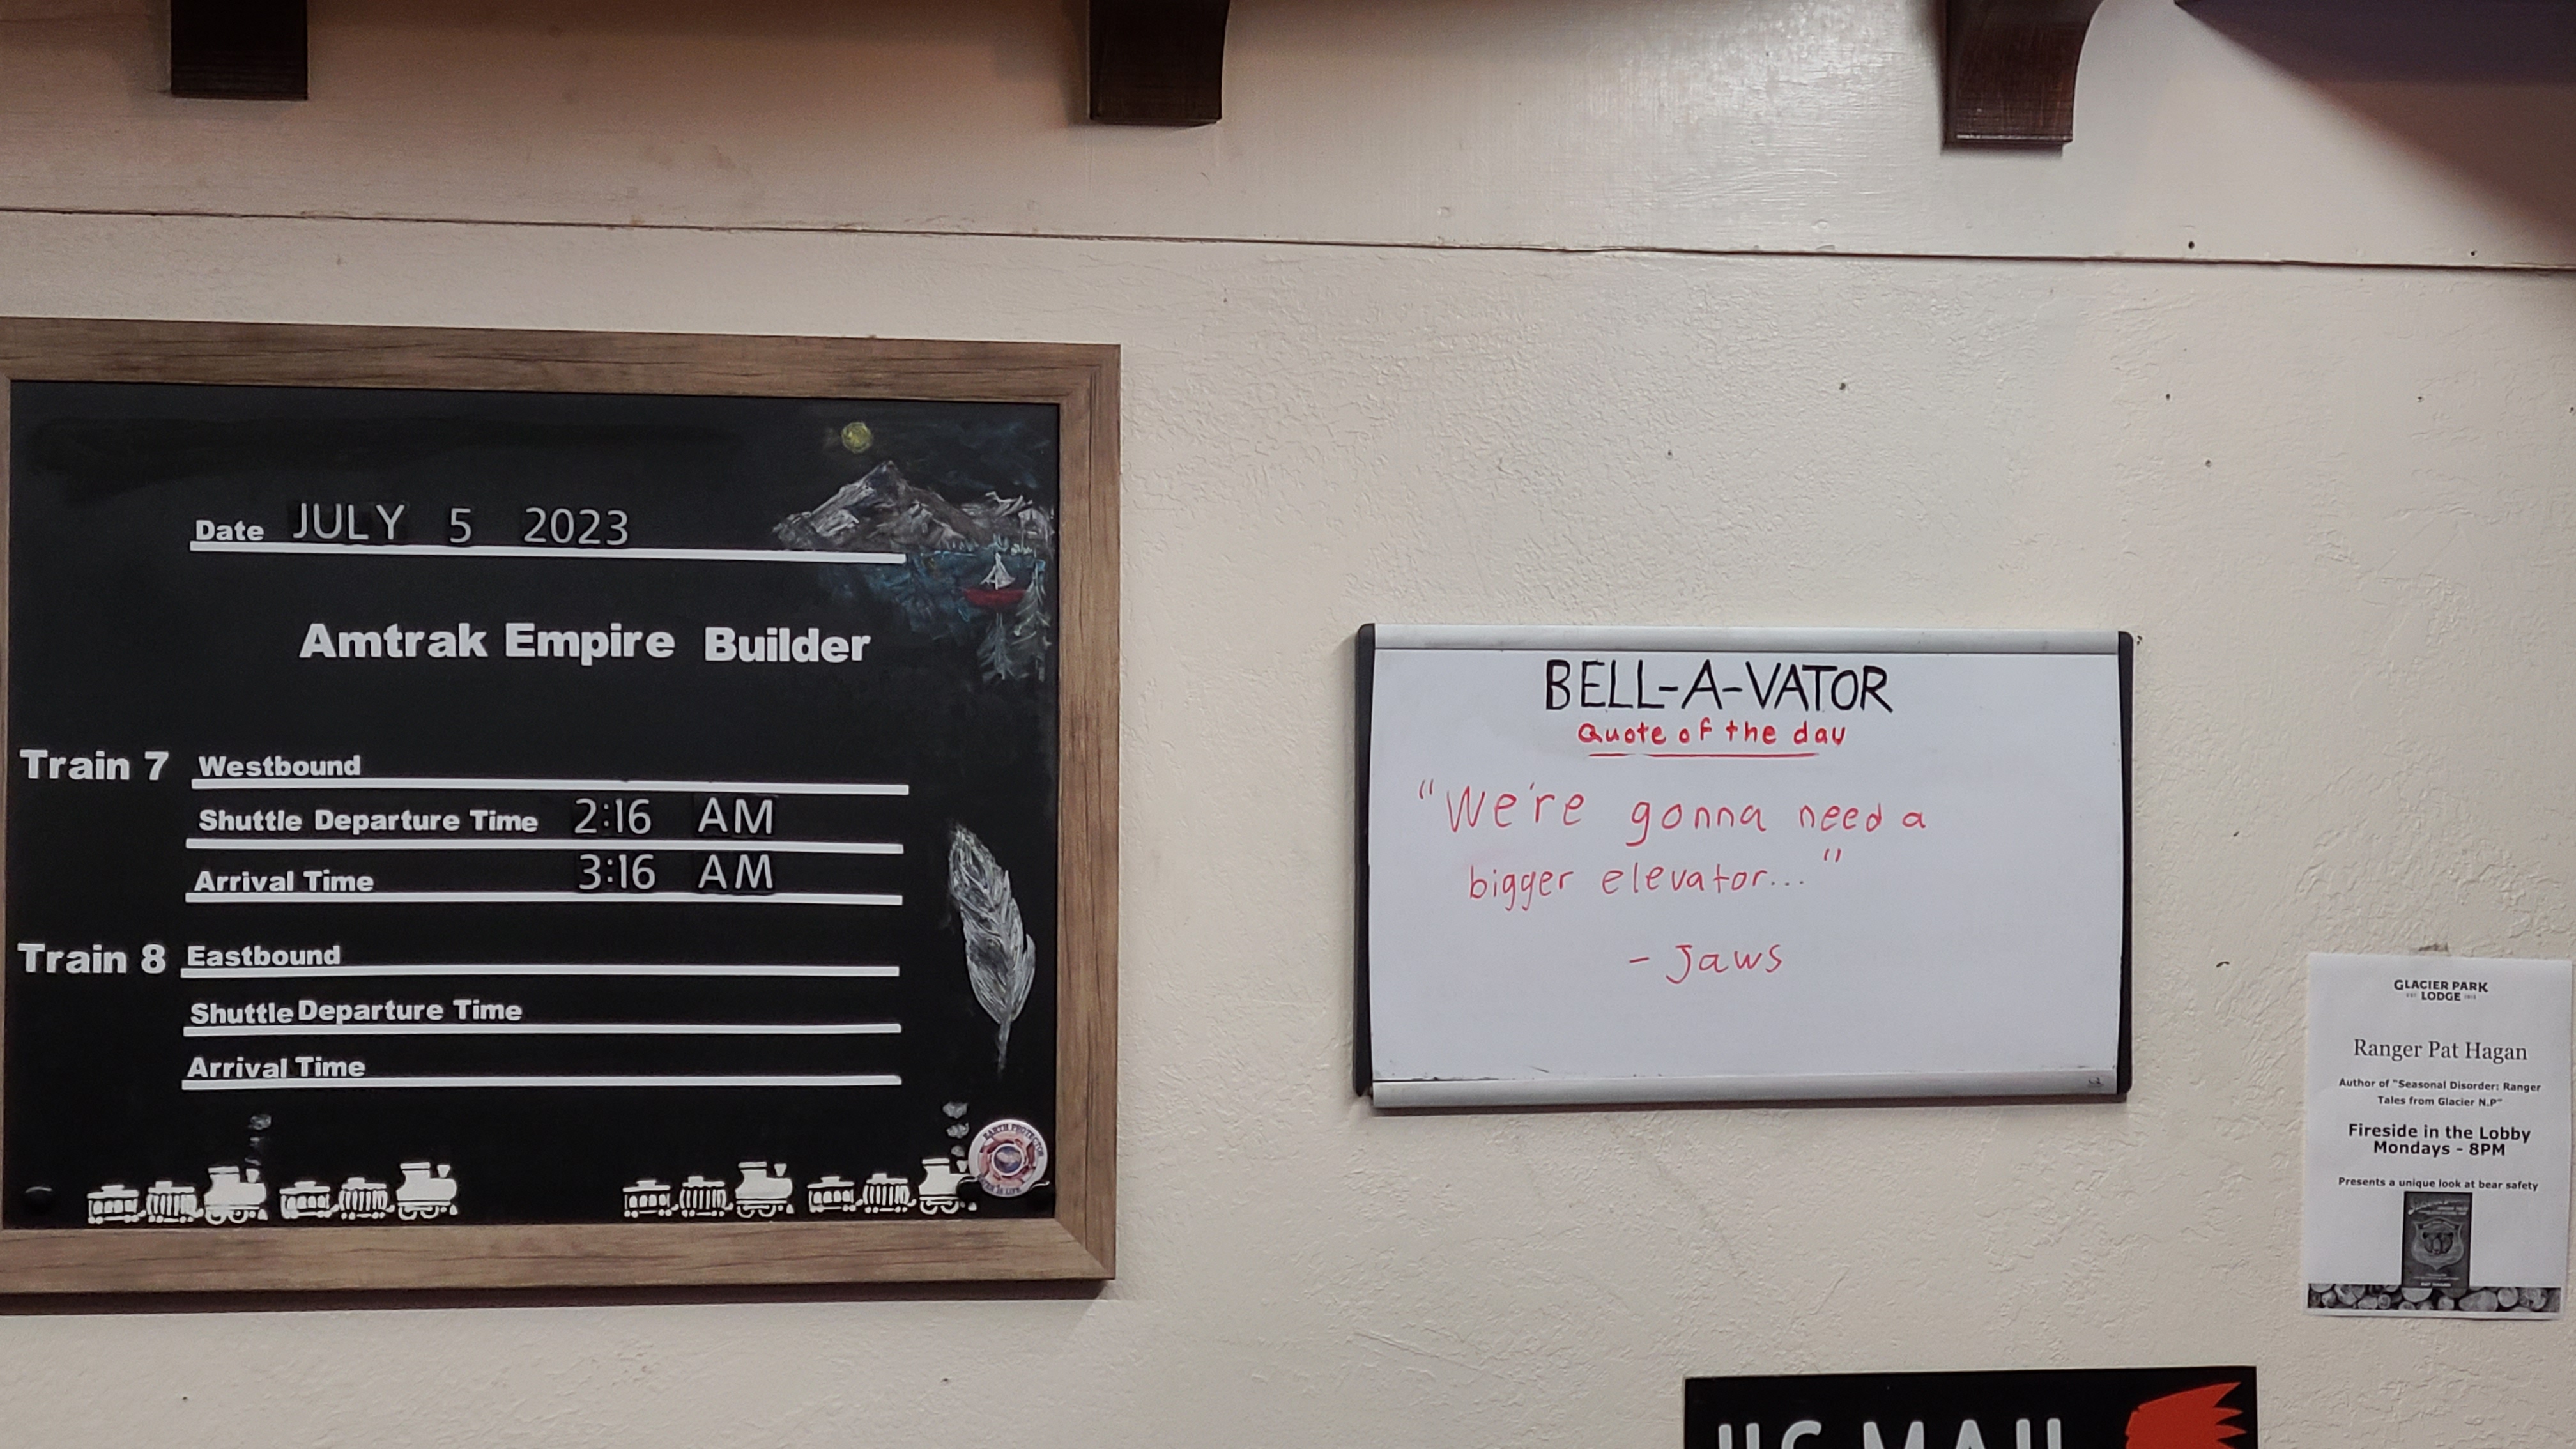 Date JULY 5 2023
Amtrak Empire Builder
Train 7 Westbound
Shuttle Departure Time 2:16 AM
Arrival Time 3:16 AM
Train 8 Eastbound
Shuttle Departure Time
Arrival Time
BELL-A-VATOR
Quote of the day
"We're gonna need a
bigger elevator..."
- Jaws
GLACIER PARK
LODGE
Ranger Pat Hagan
Author of "Seasonal Disorder: Ranger
Tales from Glacier N.P"
Fireside in the Lobby
Mondays - 8PM
Presents a unique look at bear safety
U.S. MAIL